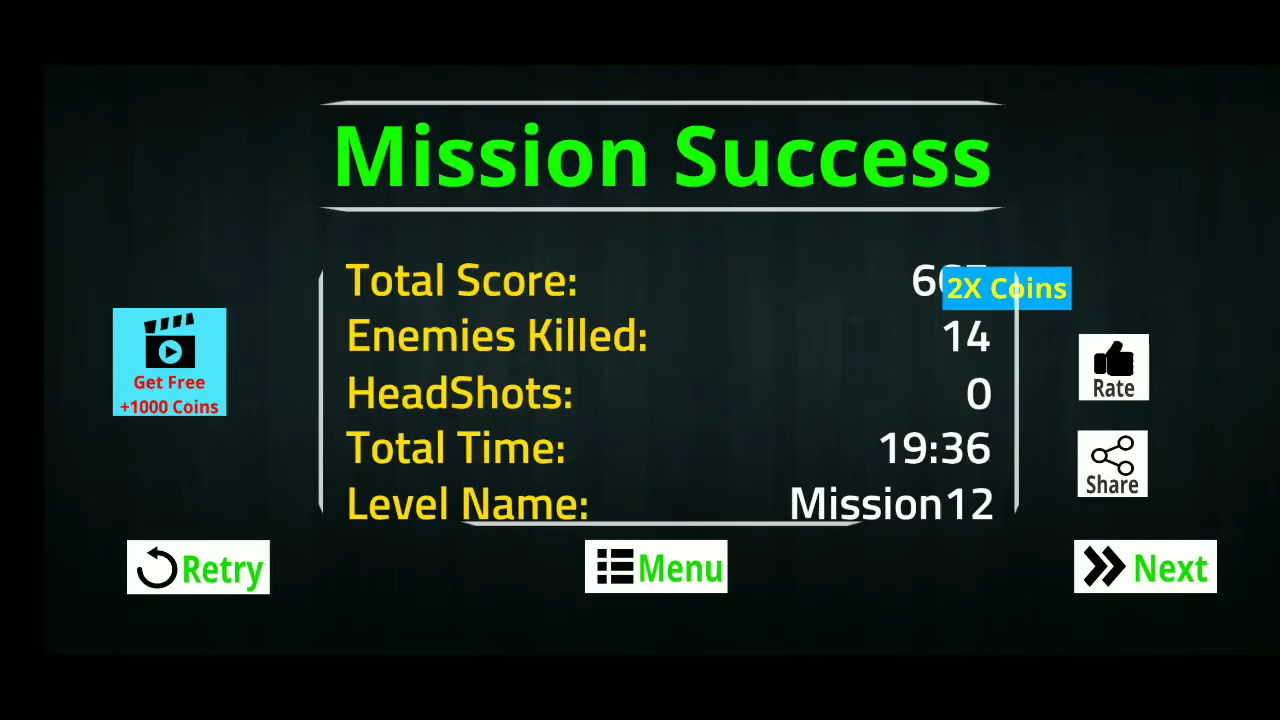 Mission Success
Total Score:
2X Coins
Enemies Killed: 14
HeadShots: 0
Total Time: 19:36
Level Name: Mission12
Get Free
+1000 Coins
Rate
Share
Retry
Menu
Next